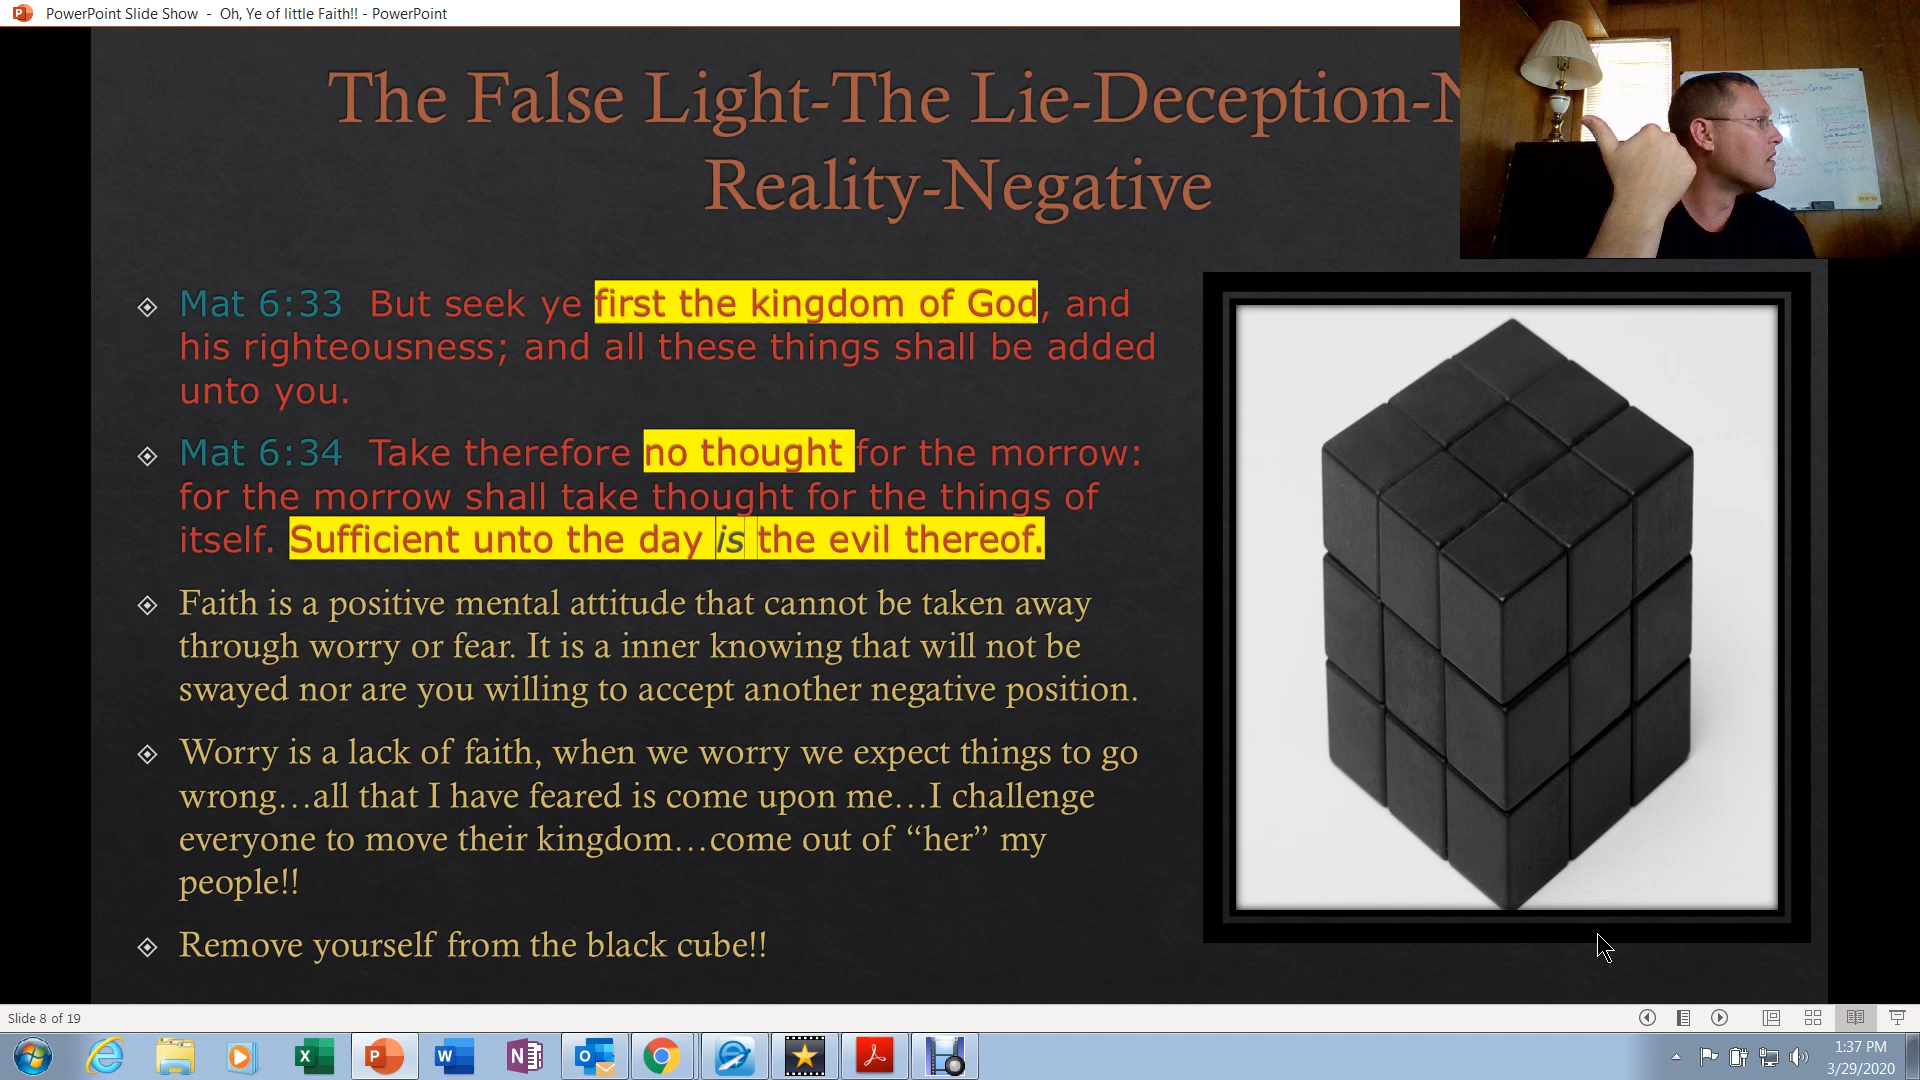 PowerPoint Slide Show - Oh, Ye of little Faith!! - PowerPoint
The False Light-The Lie-Deception-
Reality-Negative
Mat 6:33 But seek ye first the kingdom of God, and
his righteousness; and all these things shall be added
unto you.
Mat 6:34 Take therefore no thought for the morrow:
for the morrow shall take thought for the things of
itself. Sufficient unto the day is the evil thereof.
Faith is a positive mental attitude that cannot be taken away
through worry or fear. It is a inner knowing that will not be
swayed nor are you willing to accept another negative position.
Worry is a lack of faith, when we worry we expect things to go
wrong…all that I have feared is come upon me…I challenge
everyone to move their kingdom…come out of “her” my
people!!
Remove yourself from the black cube!!
Slide 8 of 19
1:37 PM
3/29/2020